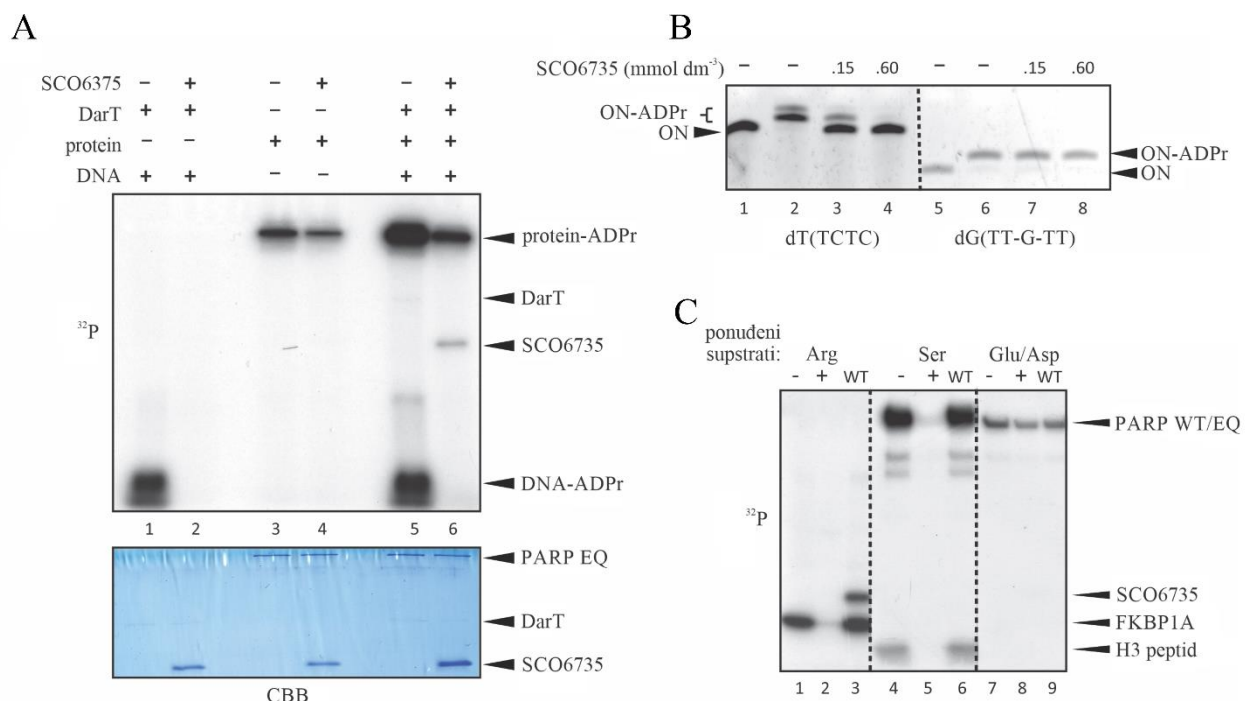 A
SCO6375 – + – + – +
DarT + + – – + +
protein – – + + + +
DNA + + – – + +
protein-ADPr
DarT
SCO6735
DNA-ADPr
³²P
1 2 3 4 5 6
PARP EQ
DarT
SCO6735
CBB
B
SCO6735 (mmol dm⁻³) – – .15 .60 – – .15 .60
ON-ADPr
ON
ON-ADPr
ON
1 2 3 4 5 6 7 8
dT(TCTC) dG(TT-G-TT)
C
ponuđeni
supstrati: Arg Ser Glu/Asp
- + WT - + WT - + WT
PARP WT/EQ
³²P
SCO6735
FKBP1A
H3 peptid
1 2 3 4 5 6 7 8 9